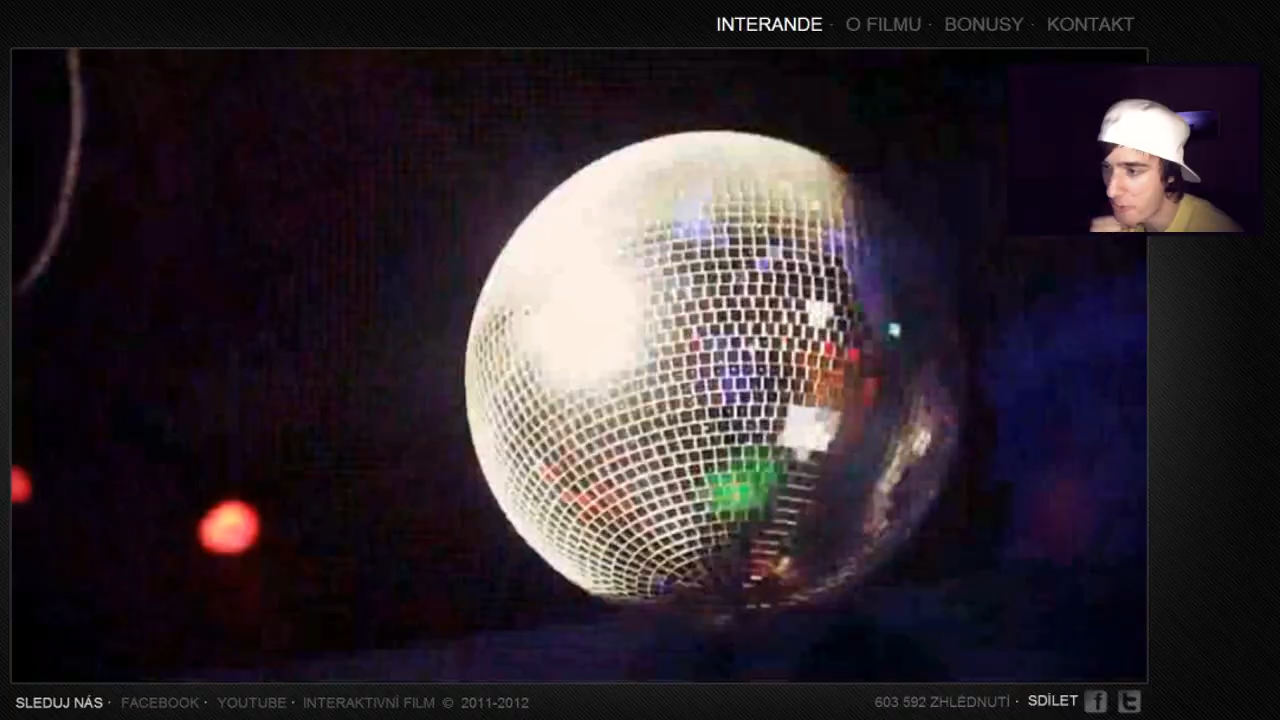 INTERANDE · O FILMU · BONUSY · KONTAKT
SLEDUJ NÁS · FACEBOOK · YOUTUBE · INTERAKTIVNÍ FILM © 2011-2012
603 592 ZHLÉDNUTÍ · SDÍLET